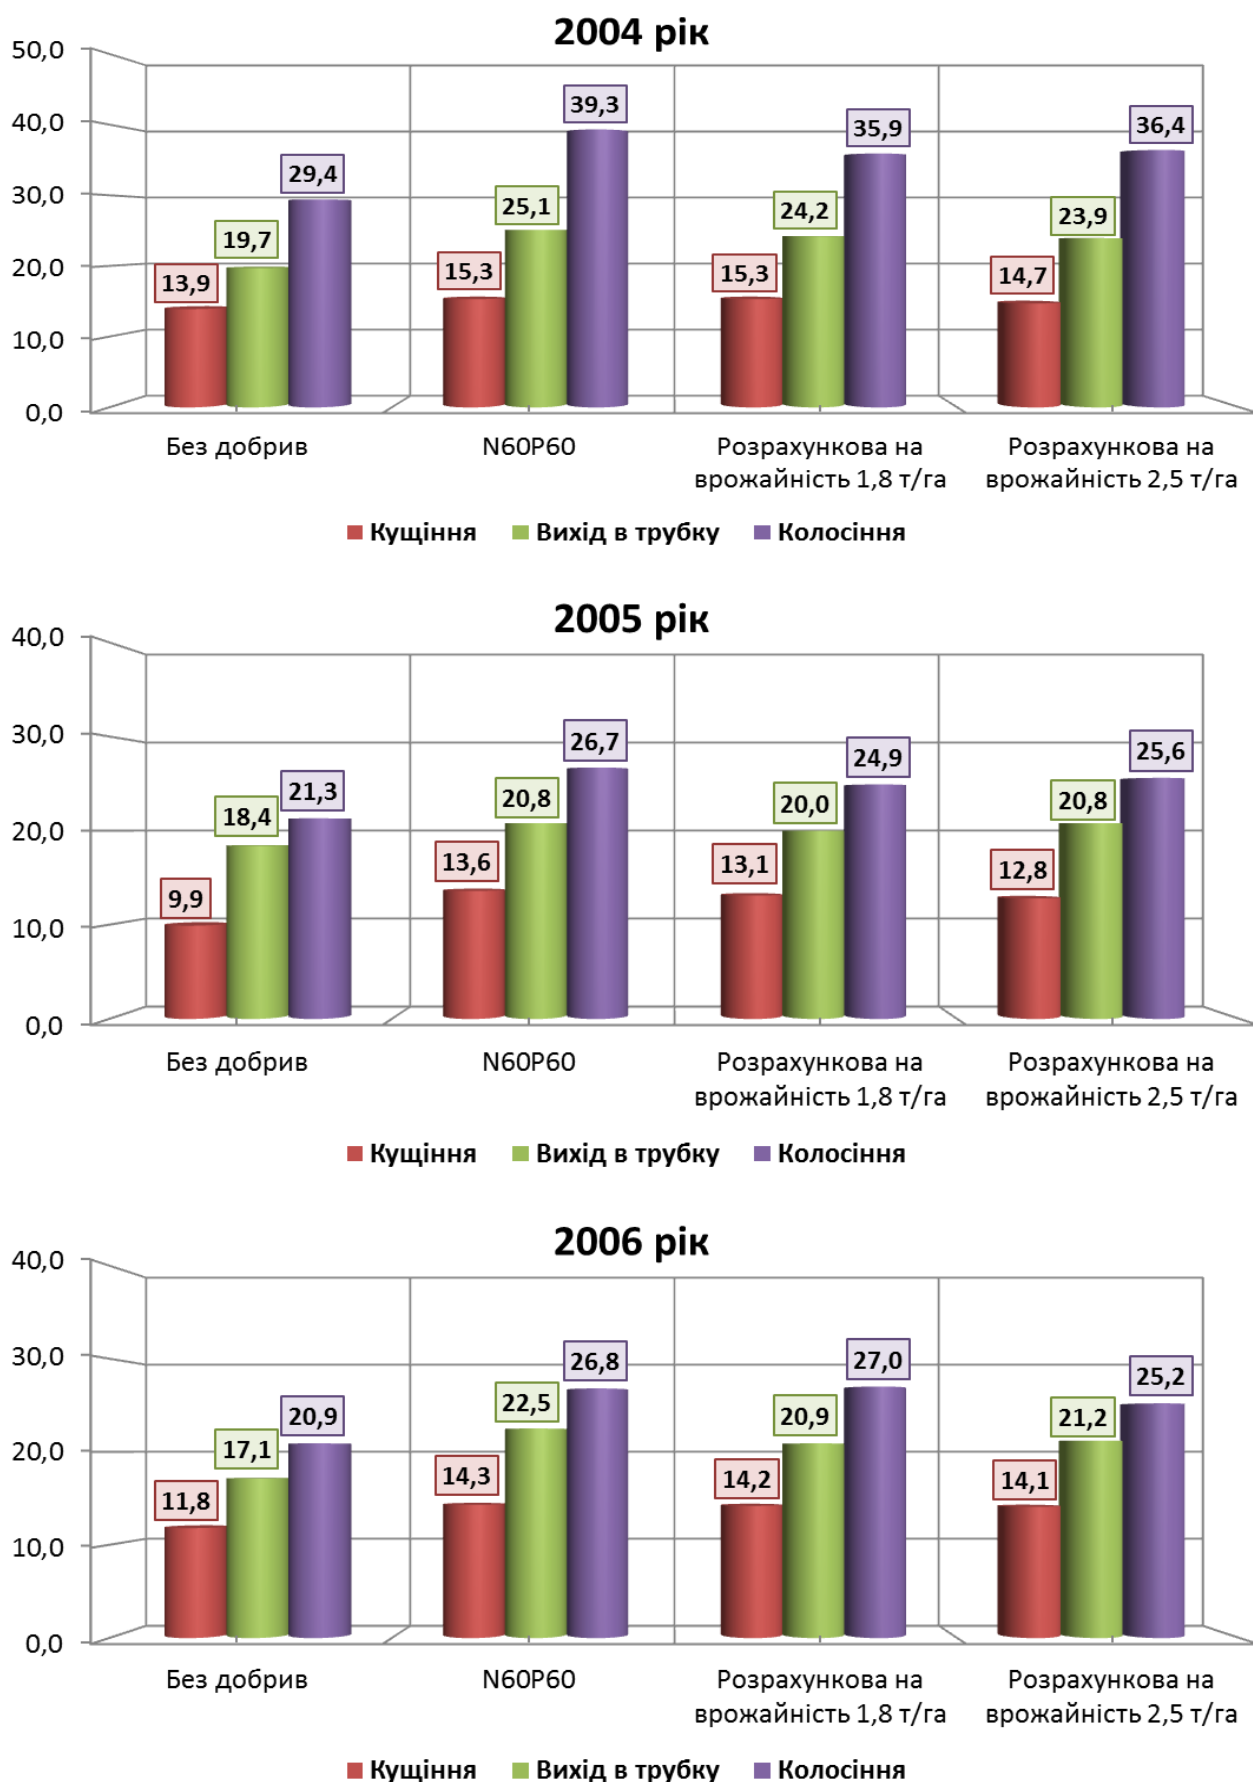 2004 рік
50,0
40,0
30,0
20,0
10,0
0,0
13,9
19,7
29,4
15,3
25,1
39,3
15,3
24,2
35,9
14,7
23,9
36,4
Без добрив
N60P60
Розрахункова на
врожайність 1,8 т/га
Розрахункова на
врожайність 2,5 т/га
Кущіння Вихід в трубку Колосіння
2005 рік
40,0
30,0
20,0
10,0
0,0
9,9
18,4
21,3
13,6
20,8
26,7
13,1
20,0
24,9
12,8
20,8
25,6
Без добрив
N60P60
Розрахункова на
врожайність 1,8 т/га
Розрахункова на
врожайність 2,5 т/га
Кущіння Вихід в трубку Колосіння
2006 рік
40,0
30,0
20,0
10,0
0,0
11,8
17,1
20,9
14,3
22,5
26,8
14,2
20,9
27,0
14,1
21,2
25,2
Без добрив
N60P60
Розрахункова на
врожайність 1,8 т/га
Розрахункова на
врожайність 2,5 т/га
Кущіння Вихід в трубку Колосіння